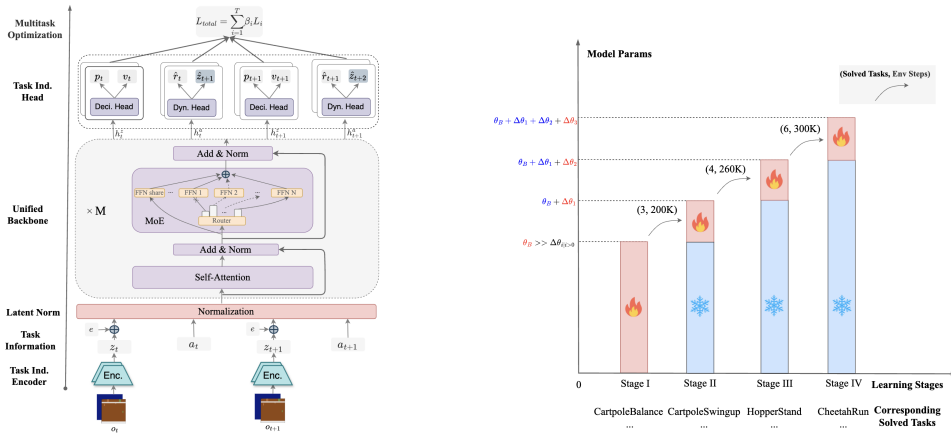 Multitask
Optimization
L_total = \sum_{i=1}^{T} β_i L_i
Task Ind.
Head
p_t
v_t
r̂_t
ẑ_{t+1}
p_{t+1}
v_{t+1}
r̂_{t+1}
ẑ_{t+2}
Deci. Head
Dyn. Head
Deci. Head
Dyn. Head
h_t^z
h_t^a
h_{t+1}^z
h_{t+1}^a
Unified
Backbone
× M
Add & Norm
FFN share
...
FFN 1
FFN 2
...
FFN N
...
Router
MoE
Add & Norm
Self-Attention
Latent Norm
Normalization
Task
Information
e
z_t
a_t
e
z_{t+1}
a_{t+1}
Task Ind.
Encoder
Enc.
Enc.
o_t
o_{t+1}
Model Params
(Solved Tasks, Env Steps)
θ_B + Δθ_1 + Δθ_2 + Δθ_3
(6, 300K)
θ_B + Δθ_1 + Δθ_2
(4, 260K)
θ_B + Δθ_1
(3, 200K)
0
Stage I
Stage II
Stage III
Stage IV
Learning Stages
CartpoleBalance
CartpoleSwingup
HopperStand
CheetahRun
Corresponding
Solved Tasks
...
...
...
...